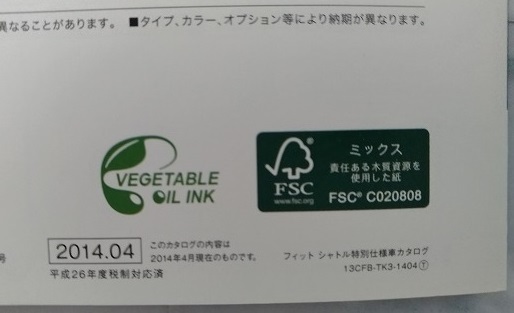 異なることがあります。 ■タイプ、カラー、オプション等により納期が異なります。
VEGETABLE
OIL INK
FSC
www.fsc.org
ミックス
責任ある木質資源を
使用した紙
FSC® C020808
号
2014.04
このカタログの内容は
2014年4月現在のものです。
平成26年度税制対応済
フィット シャトル特別仕様車カタログ
13CFB-TK3-1404 Ⓣ